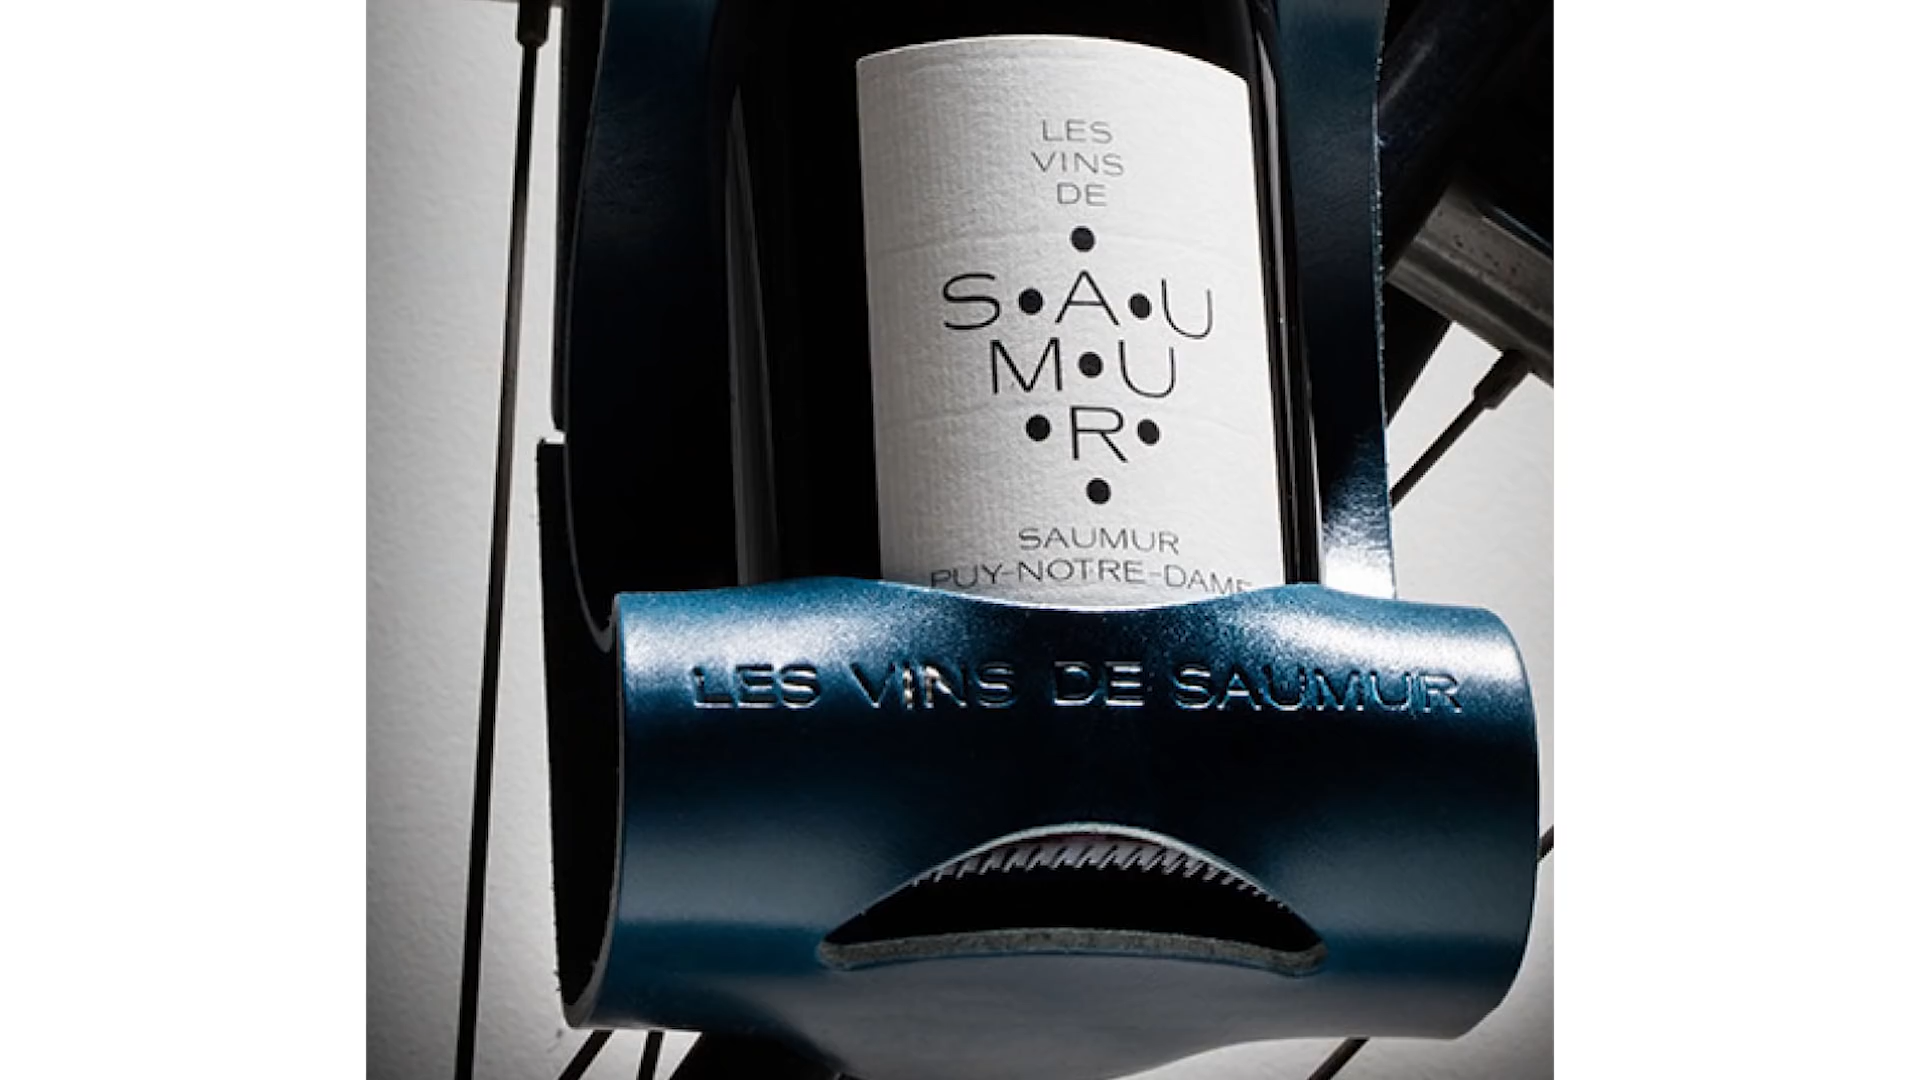 LES
VINS
DE
S•A•U
M•U
•R•
SAUMUR
PUY-NOTRE-DAME
LES VINS DE SAUMUR